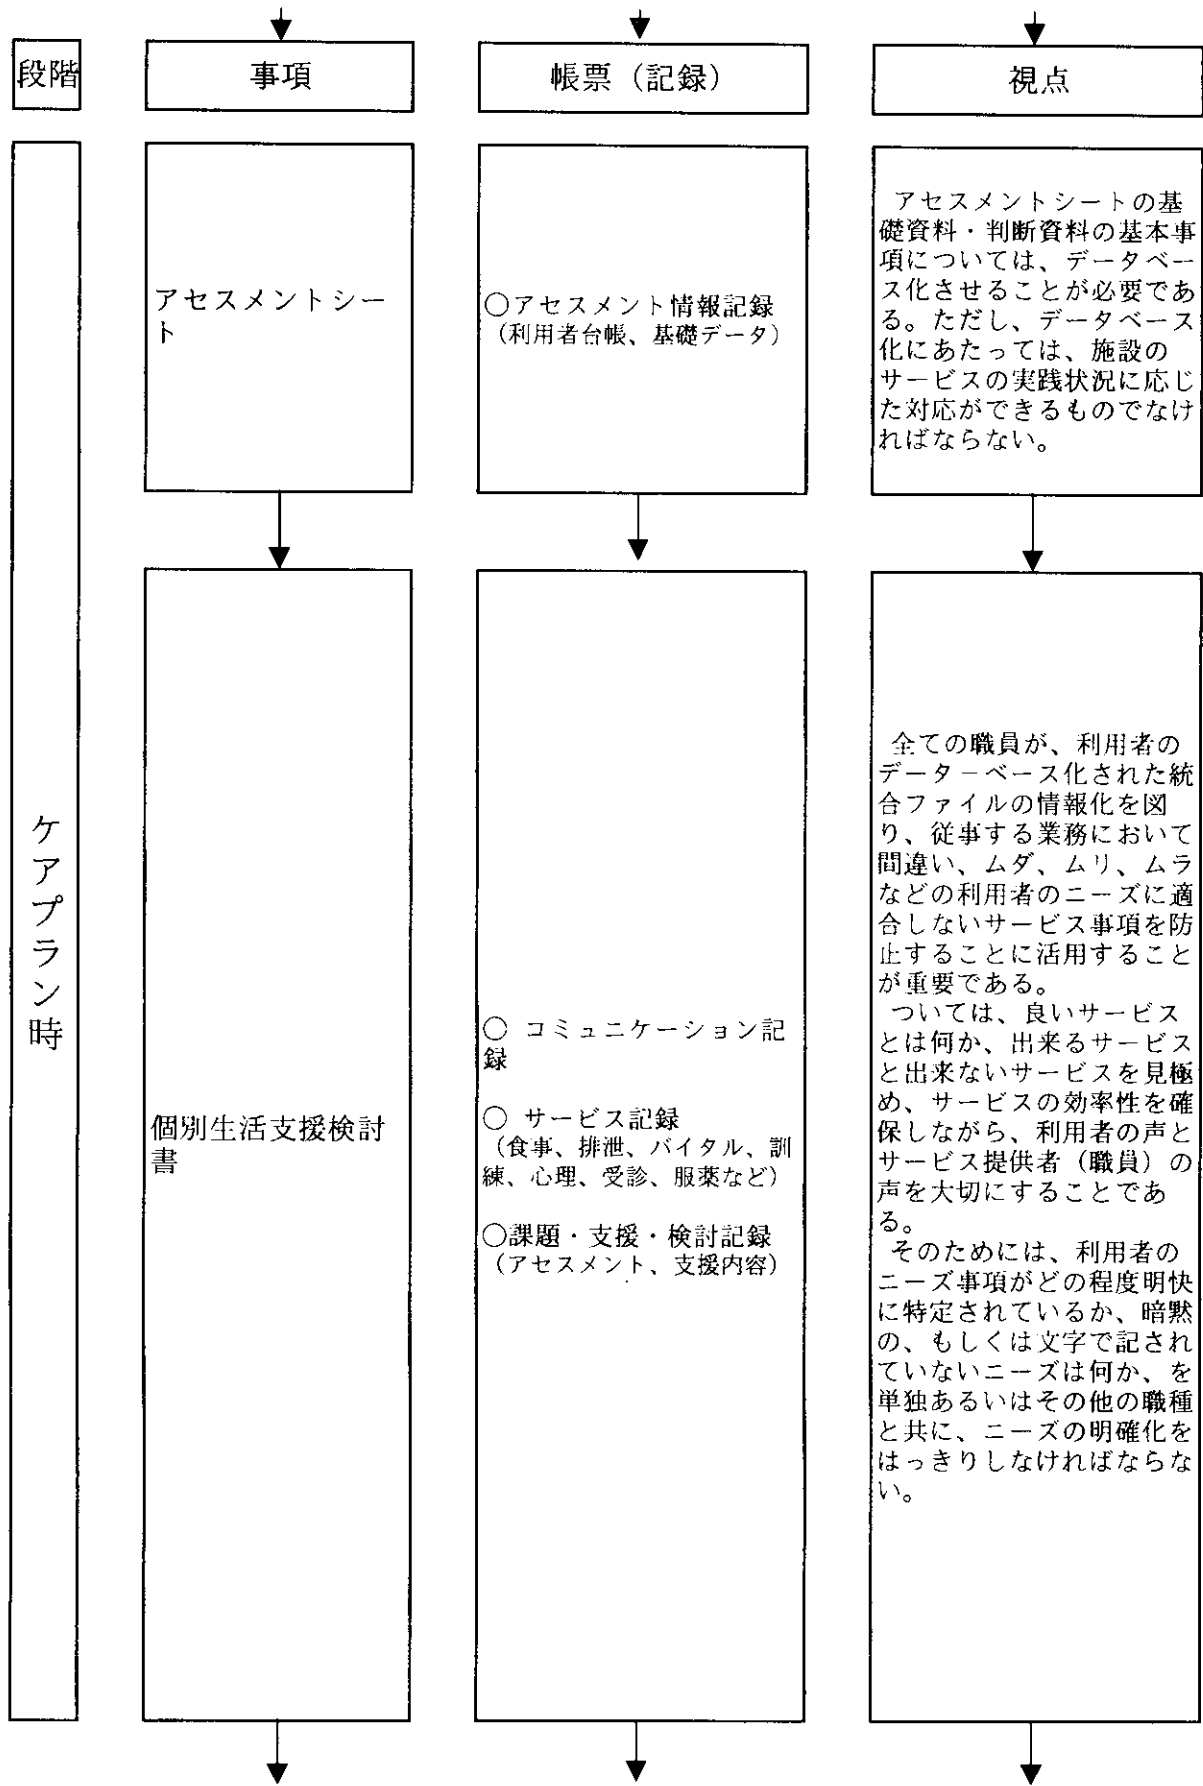 段階
事項
帳票（記録）
視点
ケアプラン時
アセスメントシー
ト
○アセスメント情報記録
（利用者台帳、基礎データ）
アセスメントシートの基
礎資料・判断資料の基本事
項については、データベー
ス化させることが必要であ
る。ただし、データベース
化にあたっては、施設の
サービスの実践状況に応じ
た対応ができるものでなけ
ればならない。
個別生活支援検討
書
○ コミュニケーション記
録
○ サービス記録
（食事、排泄、バイタル、訓
練、心理、受診、服薬など）
○課題・支援・検討記録
（アセスメント、支援内容）
全ての職員が、利用者の
データーベース化された統
合ファイルの情報化を図
り、従事する業務において
間違い、ムダ、ムリ、ムラ
などの利用者のニーズに適
合しないサービス事項を防
止することに活用すること
が重要である。
ついては、良いサービス
とは何か、出来るサービス
と出来ないサービスを見極
め、サービスの効率性を確
保しながら、利用者の声と
サービス提供者（職員）の
声を大切にすることであ
る。
そのためには、利用者の
ニーズ事項がどの程度明快
に特定されているか、暗黙
の、もしくは文字で記され
ていないニーズは何か、を
単独あるいはその他の職種
と共に、ニーズの明確化を
はっきりしなければならな
い。